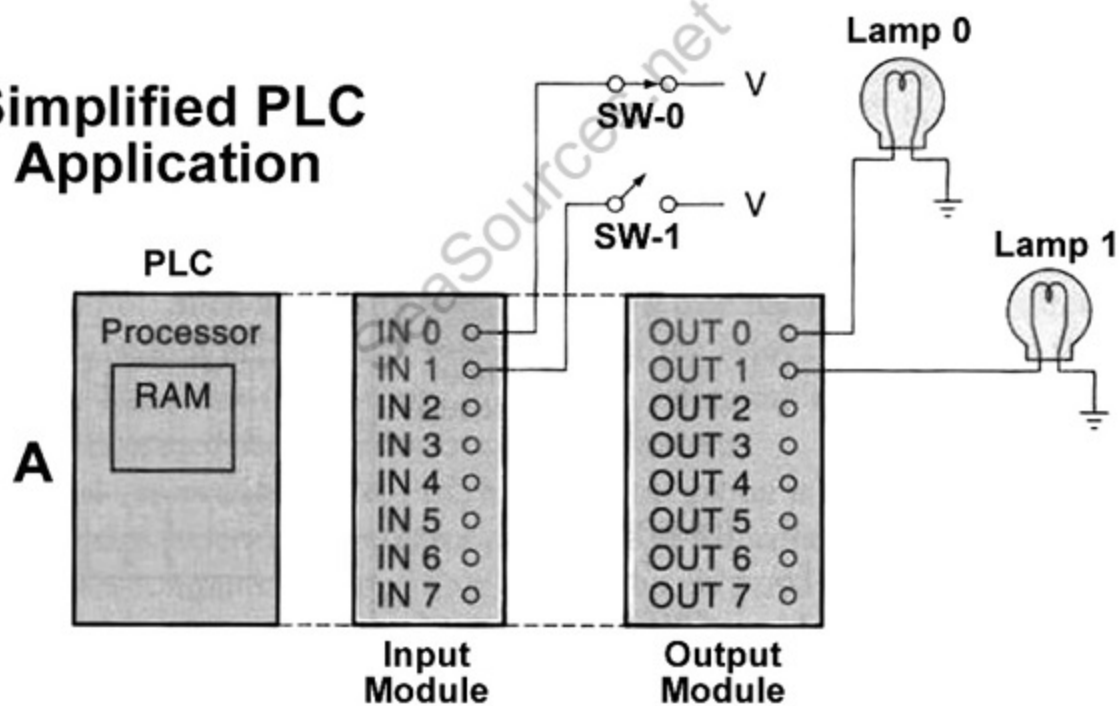 Simplified PLC
Application
SeaSources.net
SW-0
V
SW-1
V
Lamp 0
Lamp 1
PLC
Processor
RAM
A
IN 0
IN 1
IN 2
IN 3
IN 4
IN 5
IN 6
IN 7
Input
Module
OUT 0
OUT 1
OUT 2
OUT 3
OUT 4
OUT 5
OUT 6
OUT 7
Output
Module